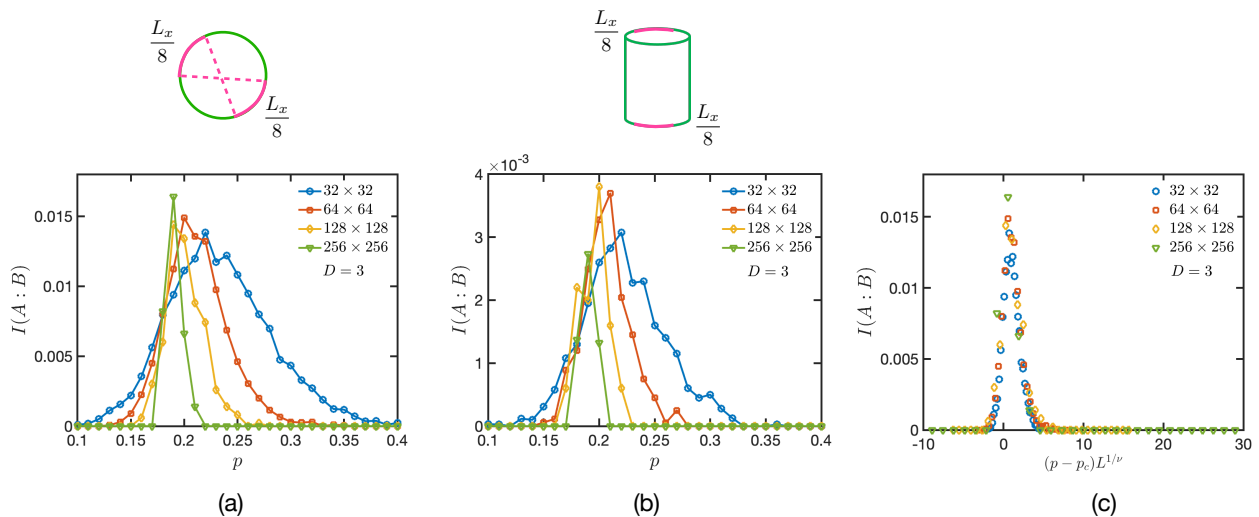 L_x/8
L_x/8
0.015
0.01
0.005
0
I(A : B)
0.1 0.15 0.2 0.25 0.3 0.35 0.4
p
32 × 32
64 × 64
128 × 128
256 × 256
D = 3
(a)
L_x/8
L_x/8
×10⁻³
4
3
2
1
0
I(A : B)
0.1 0.15 0.2 0.25 0.3 0.35 0.4
p
32 × 32
64 × 64
128 × 128
256 × 256
D = 3
(b)
0.015
0.01
0.005
0
I(A : B)
-10 0 10 20 30
(p − p_c)L^{1/ν}
32 × 32
64 × 64
128 × 128
256 × 256
D = 3
(c)